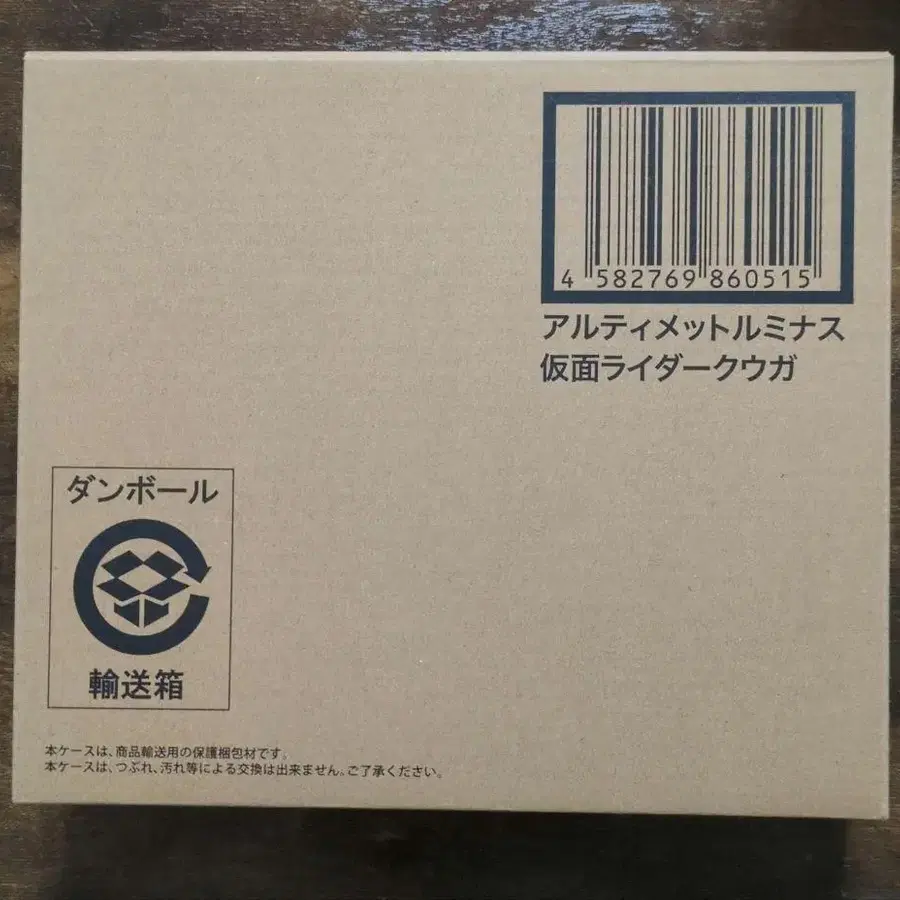 4 582769 860515
アルティメットルミナス
仮面ライダークウガ
ダンボール
輸送箱
本ケースは、商品輸送用の保護梱包材です。
本ケースは、つぶれ、汚れ等による交換は出来ません。ご了承ください。